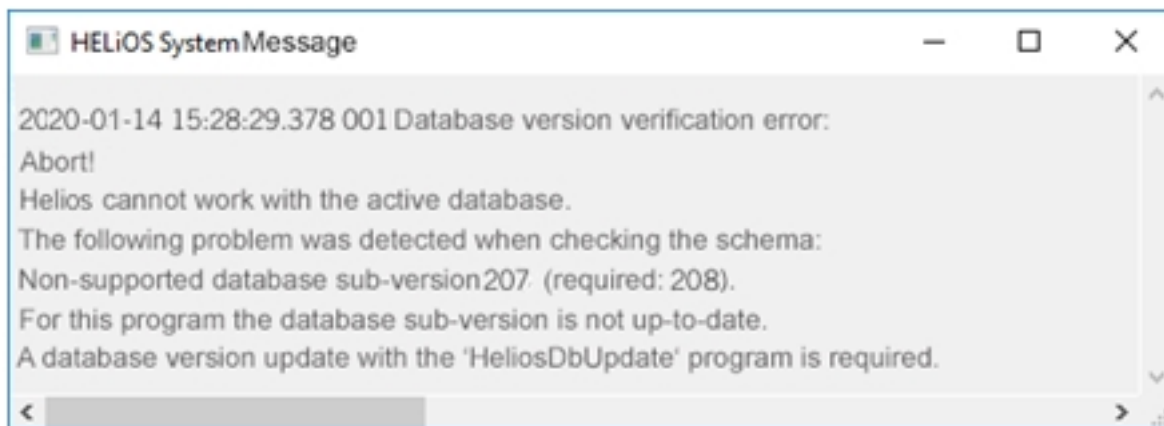 HELiOS System Message
2020-01-14 15:28:29.378 001 Database version verification error:
Abort!
Helios cannot work with the active database.
The following problem was detected when checking the schema:
Non-supported database sub-version 207 (required: 208).
For this program the database sub-version is not up-to-date.
A database version update with the ‘HeliosDbUpdate‘ program is required.